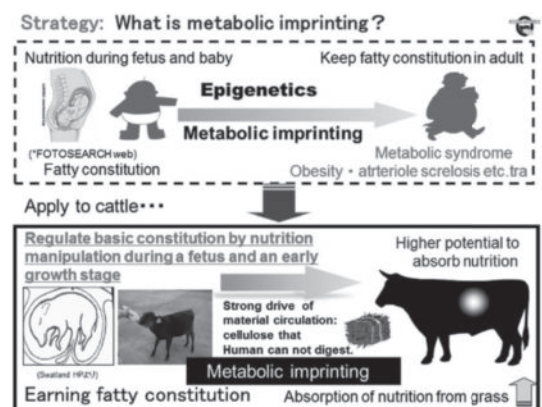 Strategy: What is metabolic imprinting?
Nutrition during fetus and baby
Keep fatty constitution in adult
Epigenetics
Metabolic imprinting
(*FOTOSEARCH web)
Fatty constitution
Metabolic syndrome
Obesity・atrteriole screlosis etc.tra
Apply to cattle･･･
Regulate basic constitution by nutrition
manipulation during a fetus and an early
growth stage
Higher potential to
absorb nutrition
Strong drive of
material circulation:
cellulose that
Human can not digest.
(Swatland HPより)
Metabolic imprinting
Earning fatty constitution
Absorption of nutrition from grass